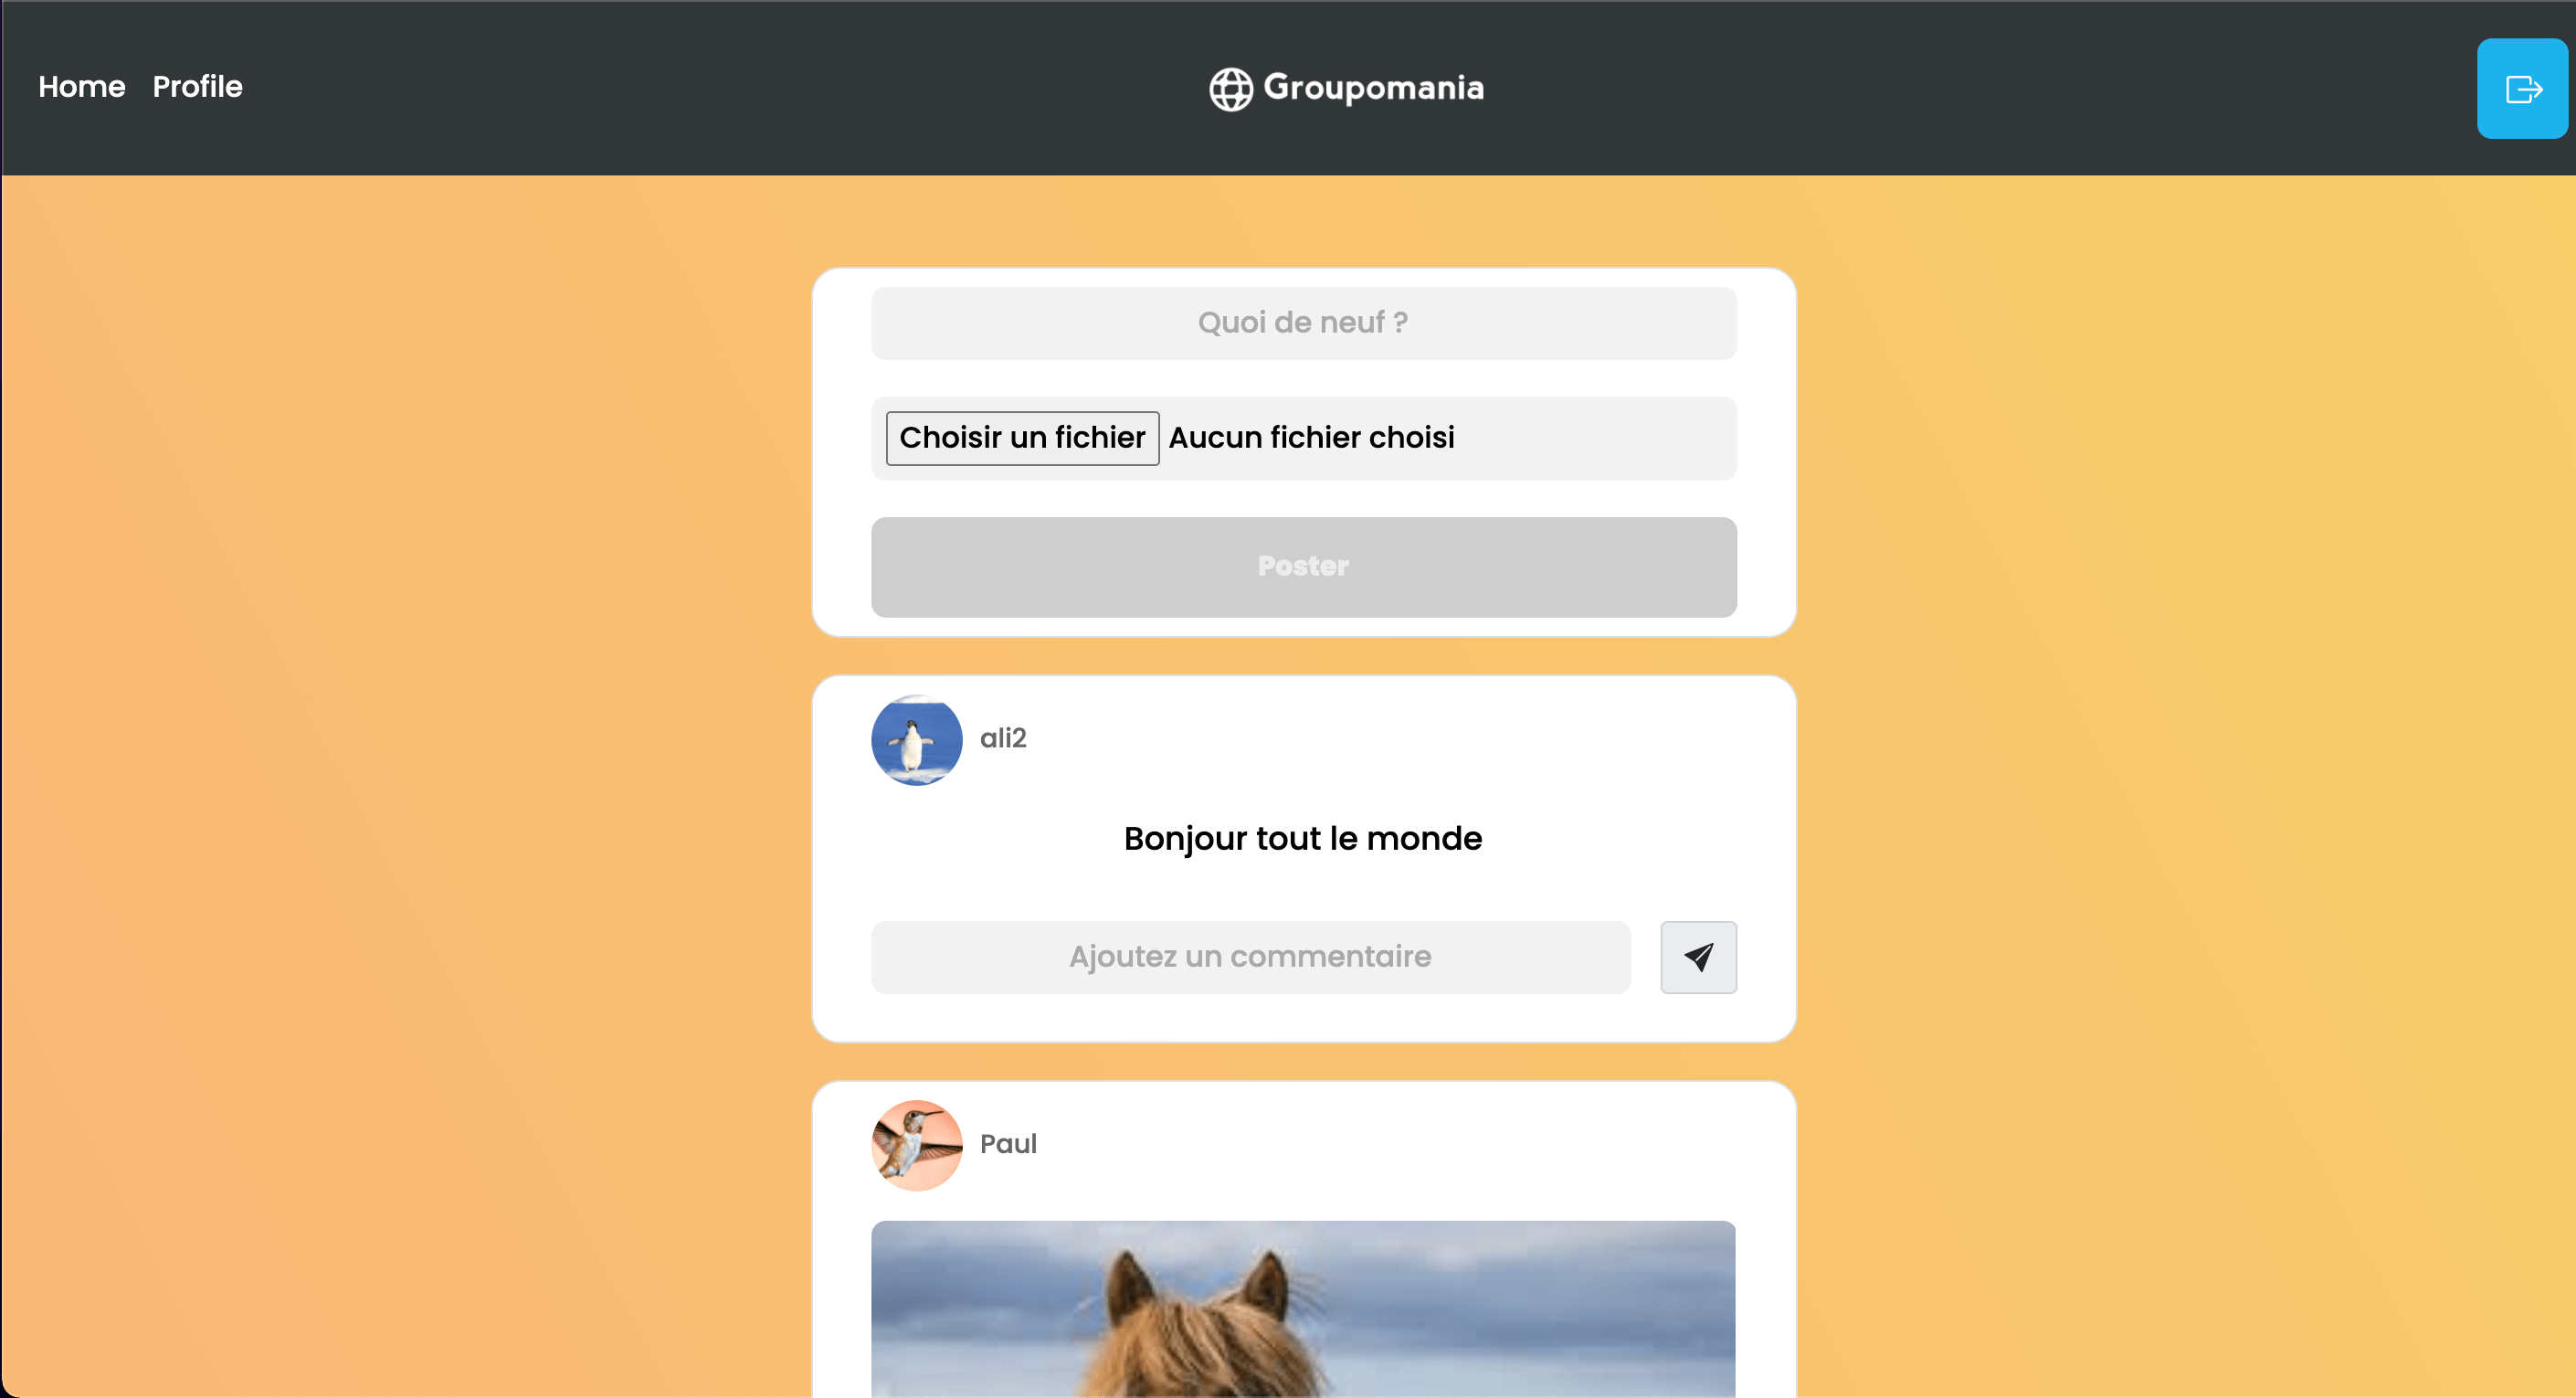 Home Profile
Groupomania
Quoi de neuf ?
Choisir un fichier Aucun fichier choisi
Poster
ali2
Bonjour tout le monde
Ajoutez un commentaire
Paul